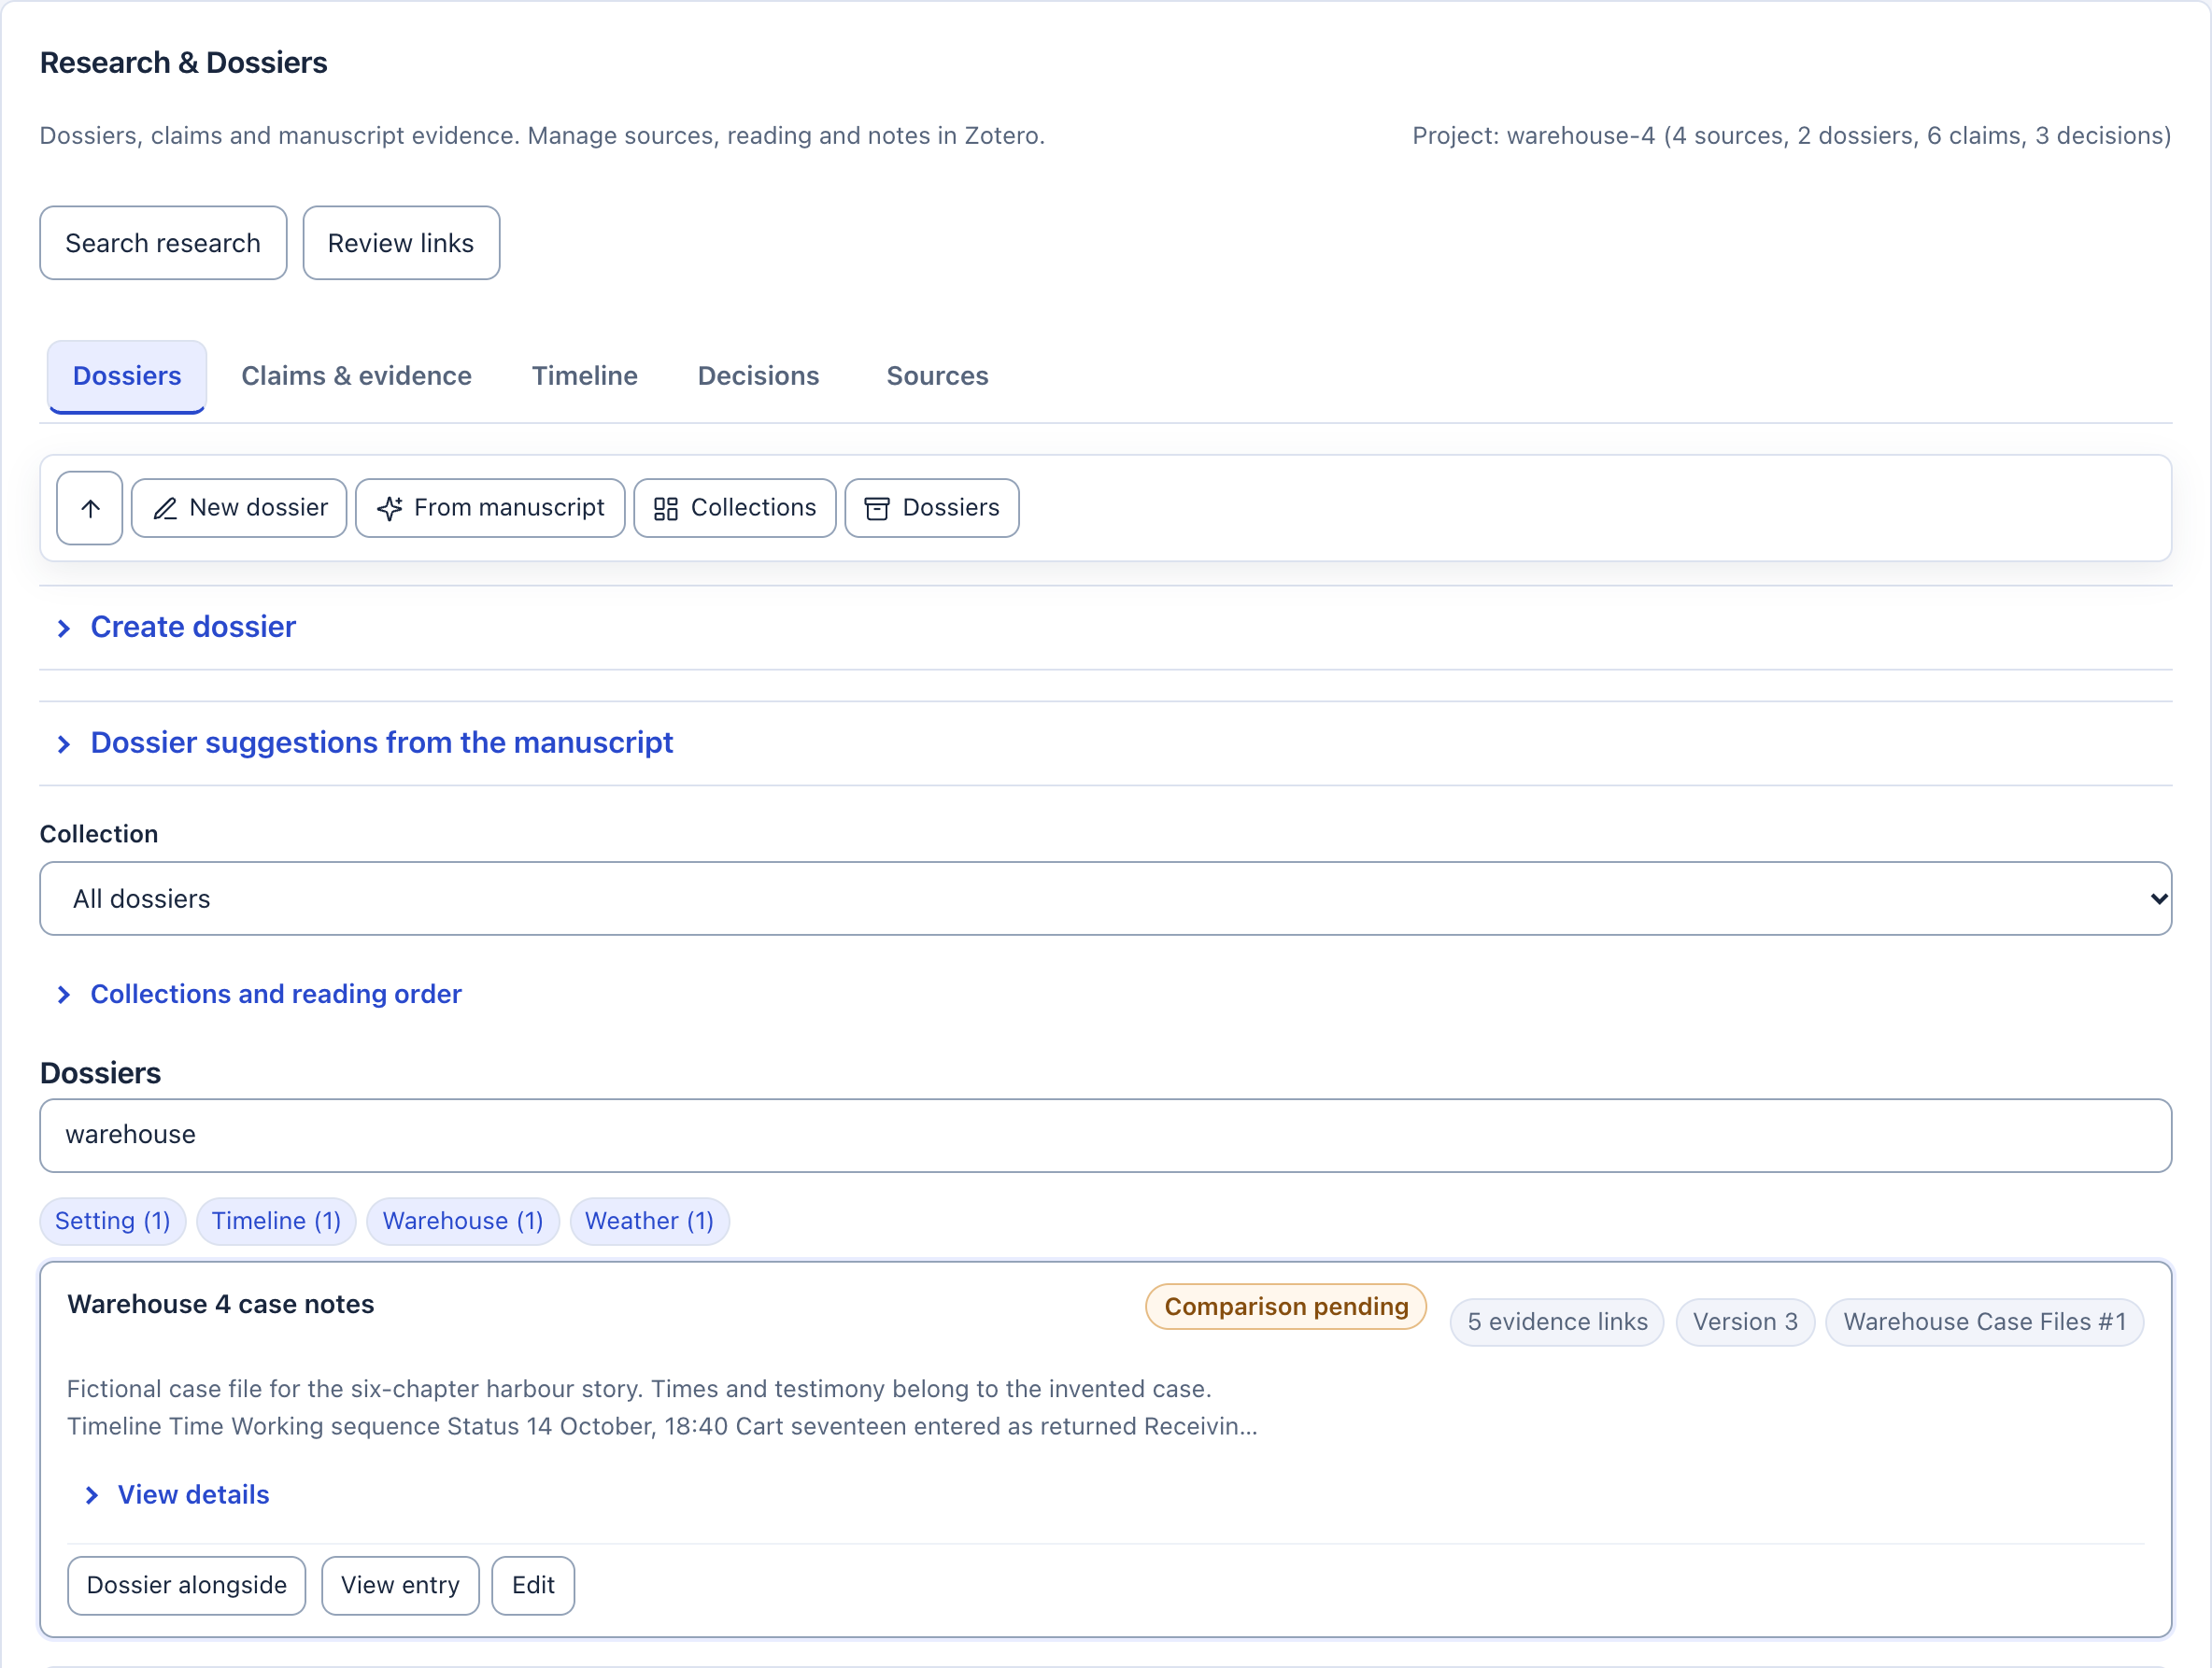 Research & Dossiers
Dossiers, claims and manuscript evidence. Manage sources, reading and notes in Zotero.
Project: warehouse-4 (4 sources, 2 dossiers, 6 claims, 3 decisions)
Search research
Review links
Dossiers
Claims & evidence
Timeline
Decisions
Sources
New dossier
From manuscript
Collections
Dossiers
Create dossier
Dossier suggestions from the manuscript
Collection
All dossiers
Collections and reading order
Dossiers
warehouse
Setting (1)
Timeline (1)
Warehouse (1)
Weather (1)
Warehouse 4 case notes
Comparison pending
5 evidence links
Version 3
Warehouse Case Files #1
Fictional case file for the six-chapter harbour story. Times and testimony belong to the invented case.
Timeline Time Working sequence Status 14 October, 18:40 Cart seventeen entered as returned Receivin...
View details
Dossier alongside
View entry
Edit